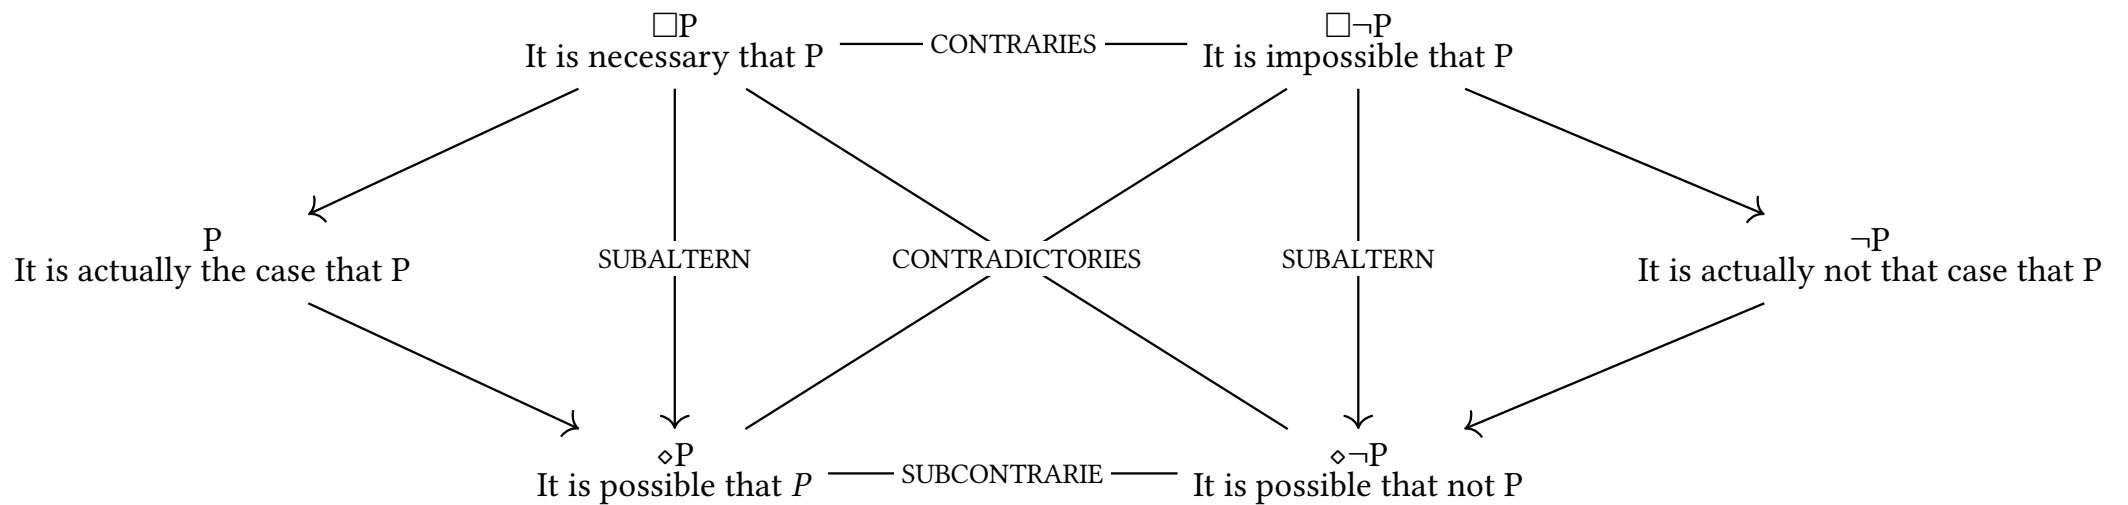 □P
It is necessary that P
CONTRARIES
□¬P
It is impossible that P
P
It is actually the case that P
SUBALTERN
CONTRADICTORIES
SUBALTERN
¬P
It is actually not that case that P
⋄P
It is possible that P
SUBCONTRARIE
⋄¬P
It is possible that not P